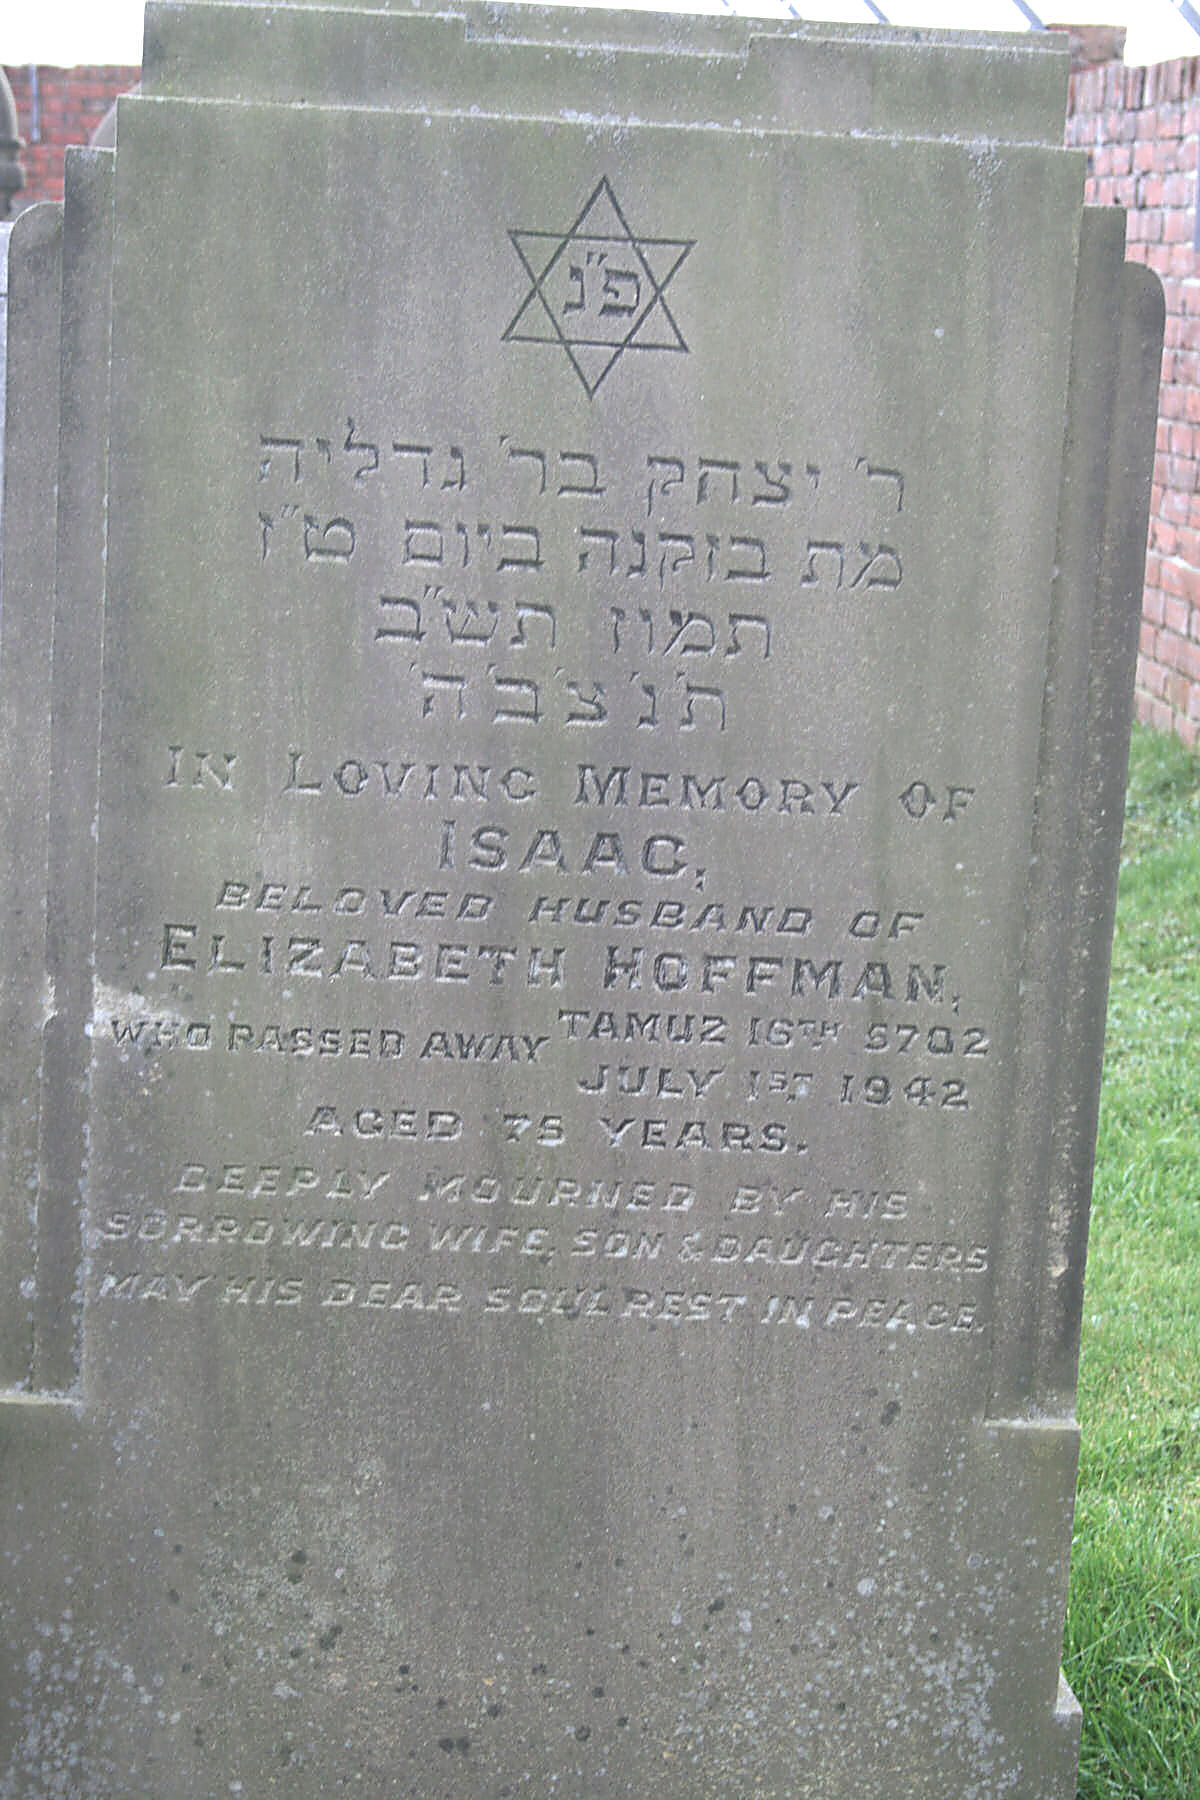 פ"נ
ר' יצחק בר' גדליה
מת בזקנה ביום ט"ז
תמוז תש"ב
ת'נ'צ'ב'ה'
IN LOVING MEMORY OF
ISAAC,
BELOVED HUSBAND OF
ELIZABETH HOFFMAN,
WHO PASSED AWAY TAMUZ 16TH 5702
JULY 1ST 1942
AGED 75 YEARS.
DEEPLY MOURNED BY HIS
SORROWING WIFE, SON & DAUGHTERS
MAY HIS DEAR SOUL REST IN PEACE.